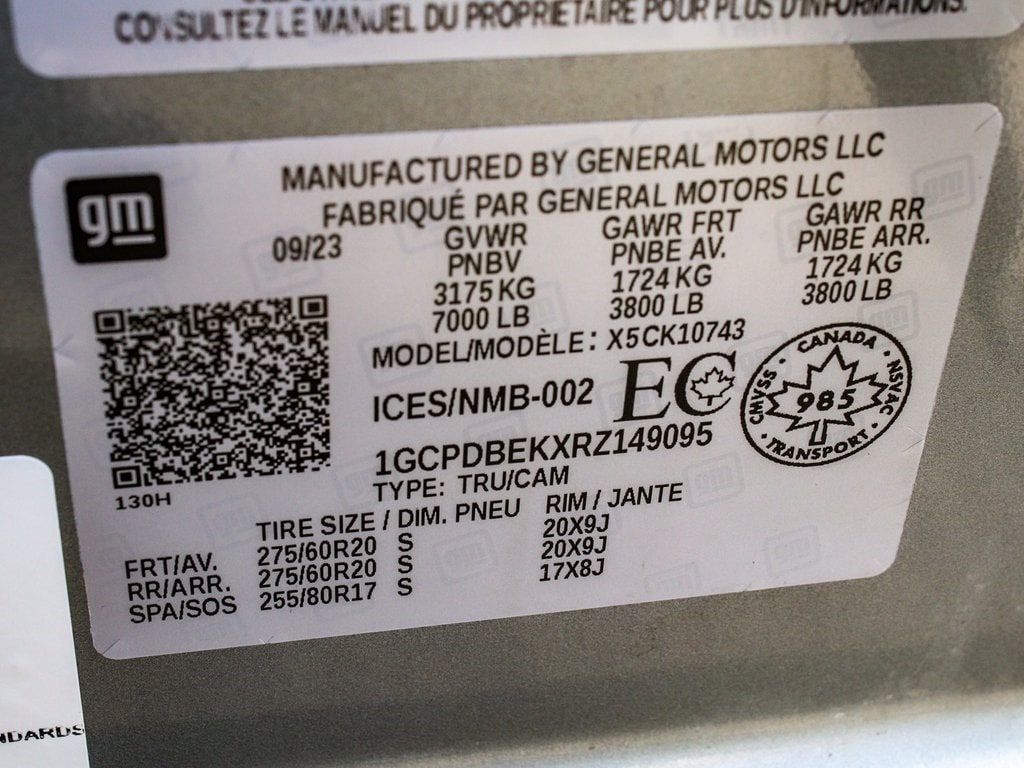 CONSULTEZ LE MANUEL DU PROPRIÉTAIRE POUR PLUS D'INFORMATIONS.
gm
MANUFACTURED BY GENERAL MOTORS LLC
FABRIQUÉ PAR GENERAL MOTORS LLC
09/23 GVWR GAWR FRT GAWR RR
PNBV PNBE AV. PNBE ARR.
3175 KG 1724 KG 1724 KG
7000 LB 3800 LB 3800 LB
MODEL/MODÈLE: X5CK10743
ICES/NMB-002 EC
CANADA
CMVSS 985 NSVAC
TRANSPORT
1GCPDBEKXRZ149095
130H
TYPE: TRU/CAM
TIRE SIZE / DIM. PNEU RIM / JANTE
FRT/AV. 275/60R20 S 20X9J
RR/ARR. 275/60R20 S 20X9J
SPA/SOS 255/80R17 S 17X8J